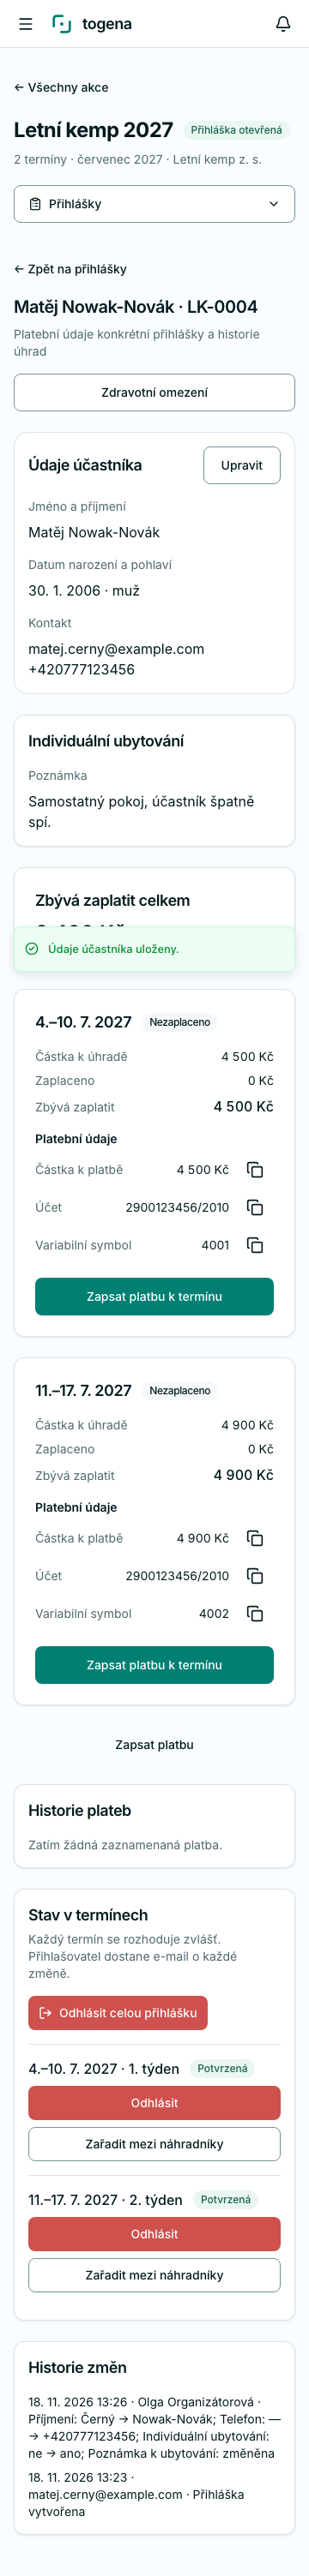 togena
← Všechny akce
Letní kemp 2027 Přihláška otevřená
2 termíny · červenec 2027 · Letní kemp z. s.
Přihlášky
← Zpět na přihlášky
Matěj Nowak-Novák · LK-0004
Platební údaje konkrétní přihlášky a historie
úhrad
Zdravotní omezení
Údaje účastníka Upravit
Jméno a příjmení
Matěj Nowak-Novák
Datum narození a pohlaví
30. 1. 2006 · muž
Kontakt
matej.cerny@example.com
+420777123456
Individuální ubytování
Poznámka
Samostatný pokoj, účastník špatně
spí.
Zbývá zaplatit celkem
Údaje účastníka uloženy.
4.–10. 7. 2027 Nezaplaceno
Částka k úhradě 4 500 Kč
Zaplaceno 0 Kč
Zbývá zaplatit 4 500 Kč
Platební údaje
Částka k platbě 4 500 Kč
Účet 2900123456/2010
Variabilní symbol 4001
Zapsat platbu k termínu
11.–17. 7. 2027 Nezaplaceno
Částka k úhradě 4 900 Kč
Zaplaceno 0 Kč
Zbývá zaplatit 4 900 Kč
Platební údaje
Částka k platbě 4 900 Kč
Účet 2900123456/2010
Variabilní symbol 4002
Zapsat platbu k termínu
Zapsat platbu
Historie plateb
Zatím žádná zaznamenaná platba.
Stav v termínech
Každý termín se rozhoduje zvlášť.
Přihlašovatel dostane e-mail o každé
změně.
Odhlásit celou přihlášku
4.–10. 7. 2027 · 1. týden Potvrzená
Odhlásit
Zařadit mezi náhradníky
11.–17. 7. 2027 · 2. týden Potvrzená
Odhlásit
Zařadit mezi náhradníky
Historie změn
18. 11. 2026 13:26 · Olga Organizátorová ·
Příjmení: Černý → Nowak-Novák; Telefon: —
→ +420777123456; Individuální ubytování:
ne → ano; Poznámka k ubytování: změněna
18. 11. 2026 13:23 ·
matej.cerny@example.com · Přihláška
vytvořena